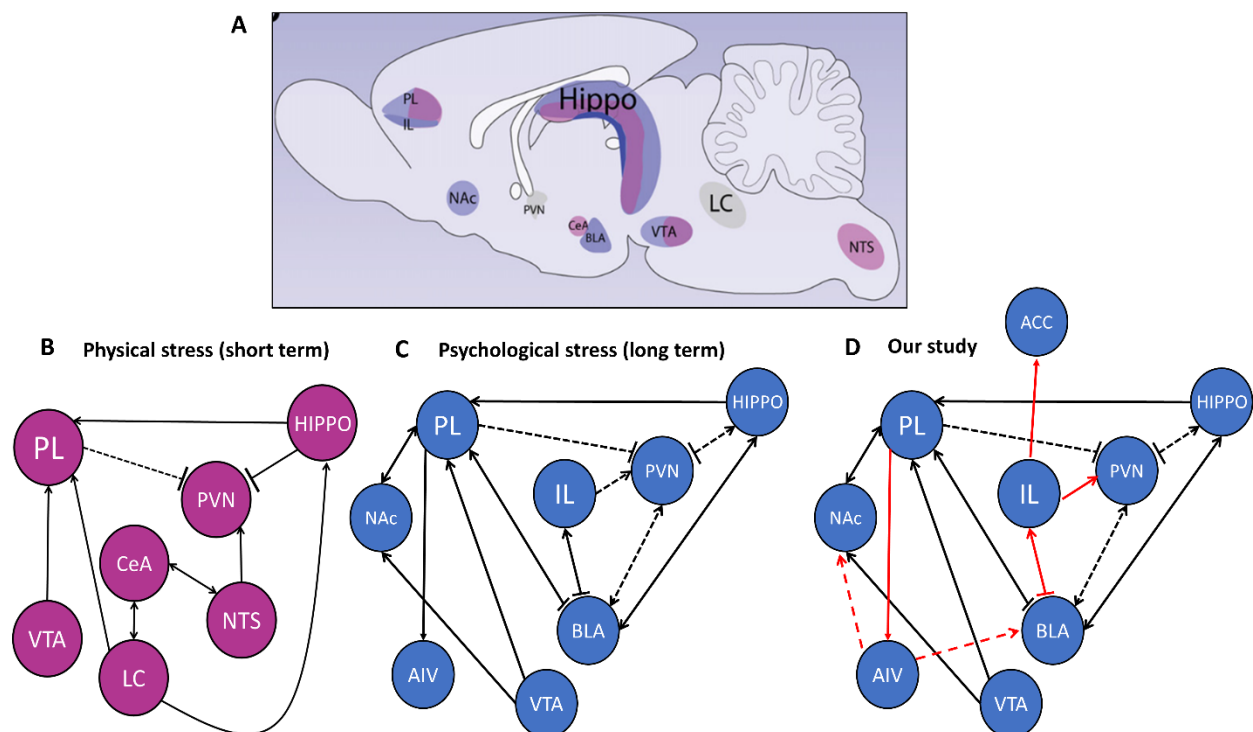 A
PL
IL
Hippo
NAc
PVN
CeA
BLA
VTA
LC
NTS
B Physical stress (short term)
PL
HIPPO
PVN
CeA
NTS
VTA
LC
C Psychological stress (long term)
PL
HIPPO
PVN
IL
NAc
BLA
AIV
VTA
D Our study
ACC
PL
HIPPO
PVN
IL
NAc
BLA
AIV
VTA